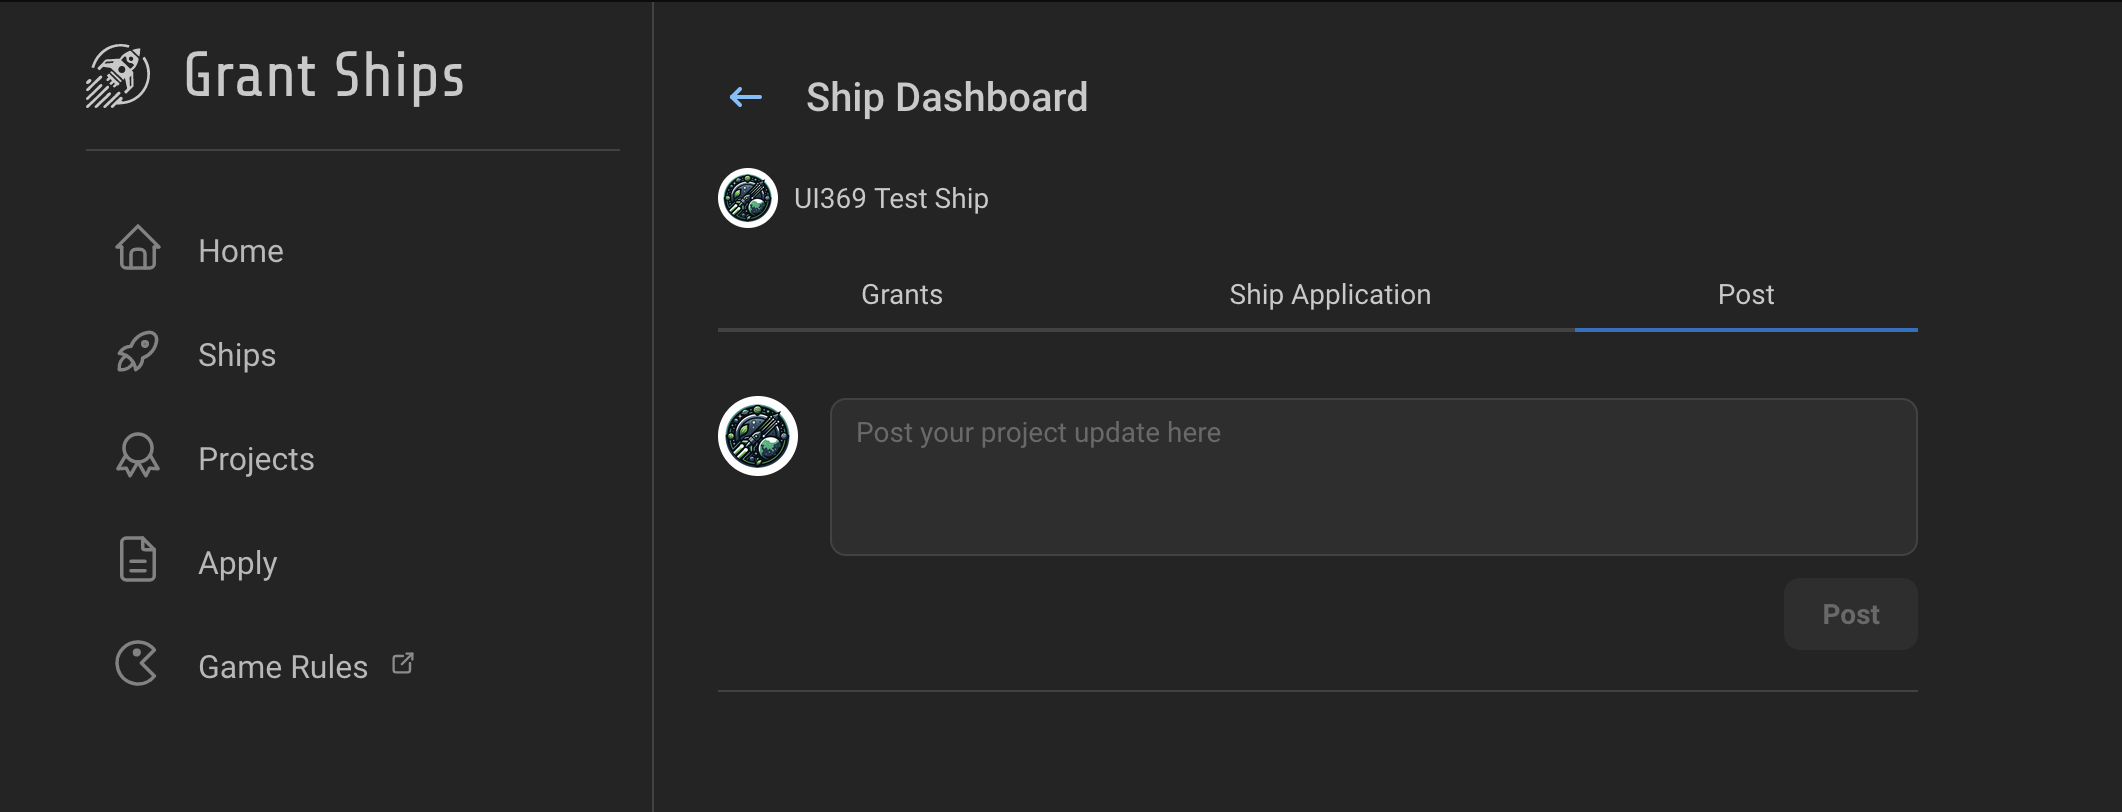 Grant Ships
Home
Ships
Projects
Apply
Game Rules
Ship Dashboard
UI369 Test Ship
Grants
Ship Application
Post
Post your project update here
Post